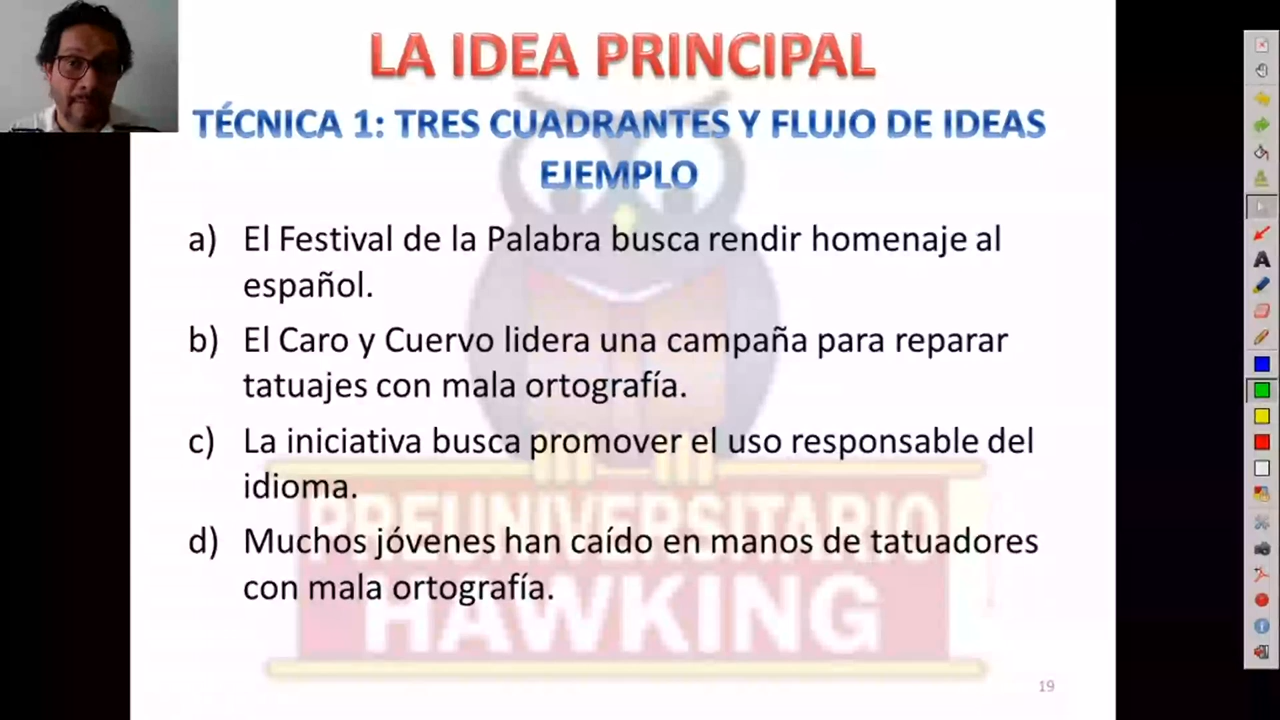 LA IDEA PRINCIPAL
TÉCNICA 1: TRES CUADRANTES Y FLUJO DE IDEAS
EJEMPLO
a) El Festival de la Palabra busca rendir homenaje al
español.
b) El Caro y Cuervo lidera una campaña para reparar
tatuajes con mala ortografía.
c) La iniciativa busca promover el uso responsable del
idioma.
d) Muchos jóvenes han caído en manos de tatuadores
con mala ortografía.
PREUNIVERSITARIO
HAWKING
19